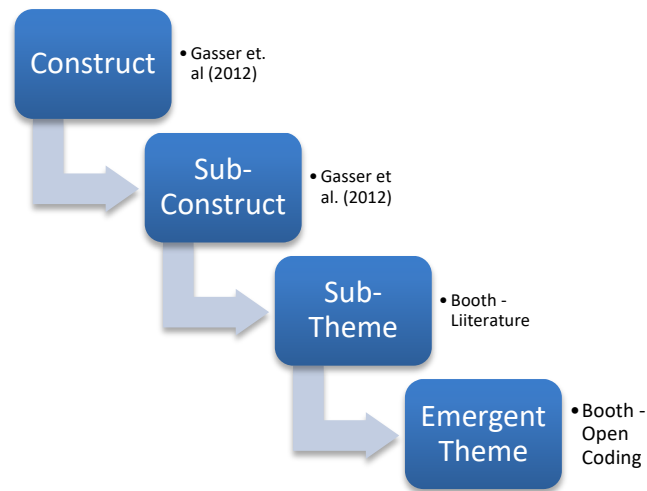 Construct
• Gasser et.
al (2012)
Sub-
Construct
• Gasser et
al. (2012)
Sub-
Theme
• Booth -
Liiterature
Emergent
Theme
• Booth -
Open
Coding